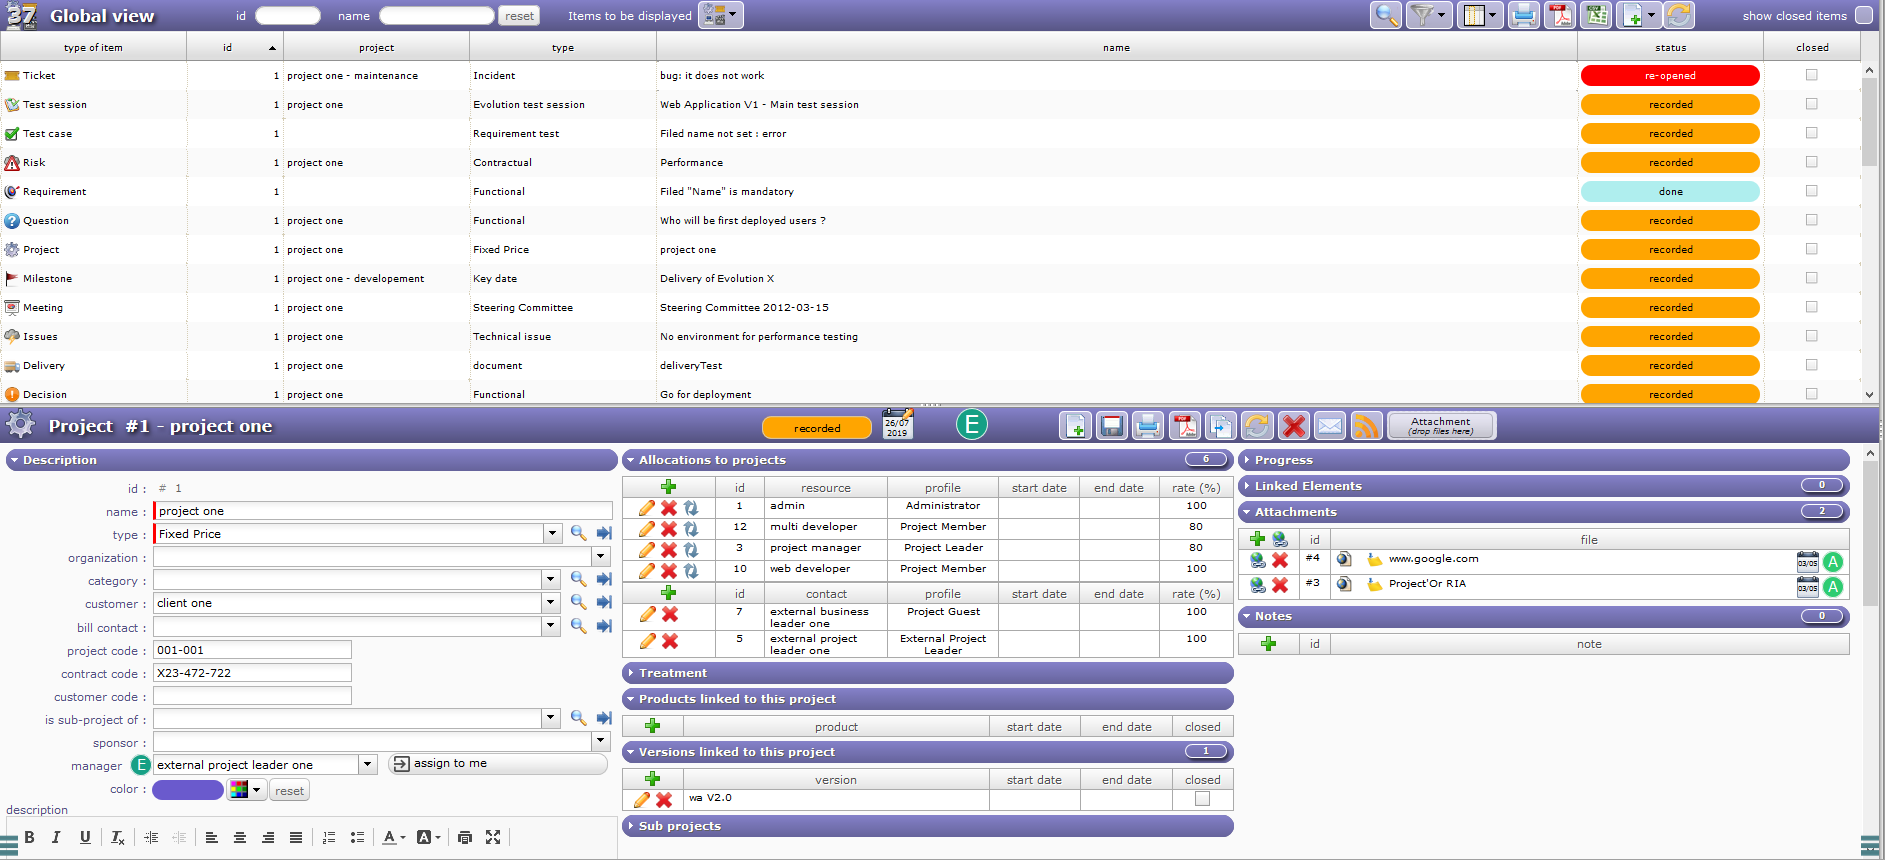 37 Global view id name reset Items to be displayed show closed items
type of item id project type name status closed
Ticket 1 project one - maintenance Incident bug: it does not work re-opened
Test session 1 project one Evolution test session Web Application V1 - Main test session recorded
Test case 1 Requirement test Filed name not set : error recorded
Risk 1 project one Contractual Performance recorded
Requirement 1 Functional Filed "Name" is mandatory done
Question 1 project one Functional Who will be first deployed users ? recorded
Project 1 project one Fixed Price project one recorded
Milestone 1 project one - developement Key date Delivery of Evolution X recorded
Meeting 1 project one Steering Committee Steering Committee 2012-03-15 recorded
Issues 1 project one Technical issue No environment for performance testing recorded
Delivery 1 project one document deliveryTest recorded
Decision 1 project one Functional Go for deployment recorded
Project #1 - project one recorded 26/07 2019 E Attachment (drop files here)
Description
id : # 1
name : project one
type : Fixed Price
organization :
category :
customer : client one
bill contact :
project code : 001-001
contract code : X23-472-722
customer code :
is sub-project of :
sponsor :
manager E external project leader one assign to me
color : reset
description
B I U Tx A A
Allocations to projects 6
id resource profile start date end date rate (%)
1 admin Administrator 100
12 multi developer Project Member 80
3 project manager Project Leader 80
10 web developer Project Member 100
id contact profile start date end date rate (%)
7 external business leader one Project Guest 100
5 external project leader one External Project Leader 100
Treatment
Products linked to this project
product start date end date closed
Versions linked to this project 1
version start date end date closed
wa V2.0
Sub projects
Progress
Linked Elements 0
Attachments 2
id file
#4 www.google.com 03/05 A
#3 Project'Or RIA 03/05 A
Notes 0
id note